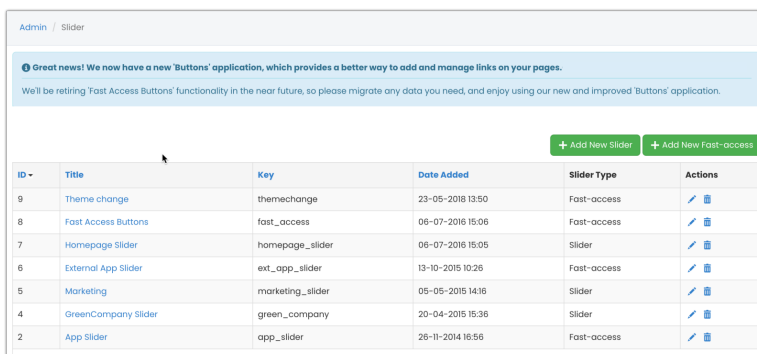 Admin / Slider
Great news! We now have a new 'Buttons' application, which provides a better way to add and manage links on your pages.
We'll be retiring 'Fast Access Buttons' functionality in the near future, so please migrate any data you need, and enjoy using our new and improved 'Buttons' application.
+ Add New Slider + Add New Fast-access
ID Title Key Date Added Slider Type Actions
9 Theme change themechange 23-05-2018 13:50 Fast-access
8 Fast Access Buttons fast_access 06-07-2016 15:06 Fast-access
7 Homepage Slider homepage_slider 06-07-2016 15:05 Slider
6 External App Slider ext_app_slider 13-10-2015 10:26 Fast-access
5 Marketing marketing_slider 05-05-2015 14:16 Slider
4 GreenCompany Slider green_company 20-04-2015 15:36 Slider
2 App Slider app_slider 26-11-2014 16:56 Fast-access